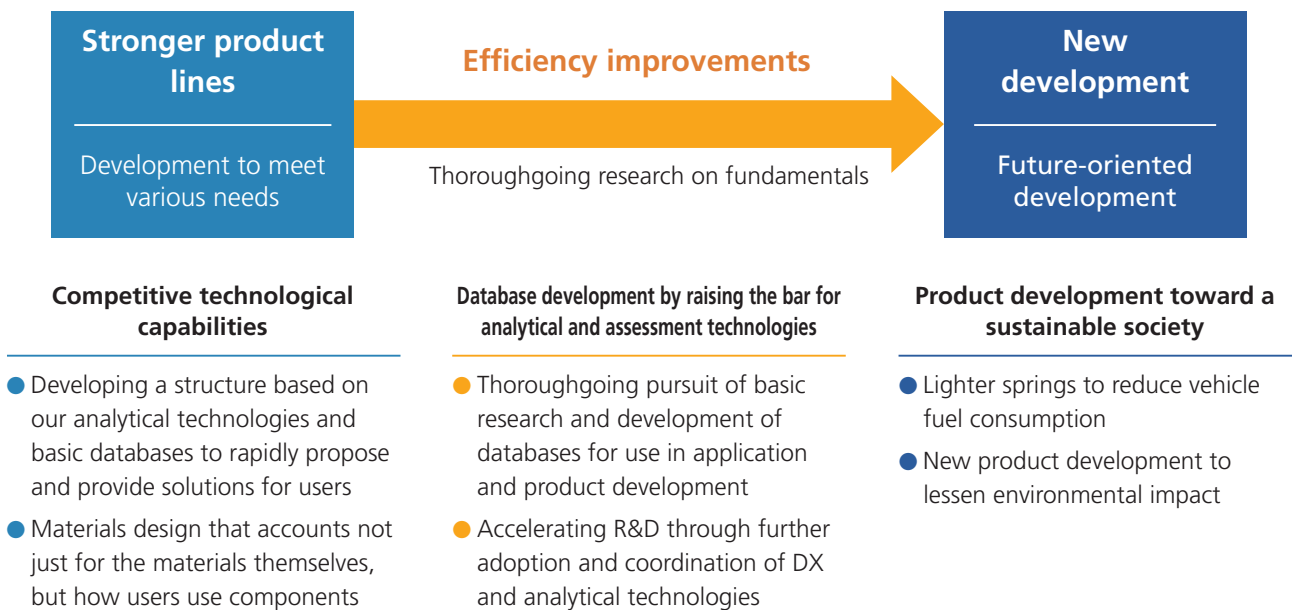 Stronger product
lines
Development to meet
various needs
Efficiency improvements
Thoroughgoing research on fundamentals
New
development
Future-oriented
development
Competitive technological
capabilities
● Developing a structure based on
our analytical technologies and
basic databases to rapidly propose
and provide solutions for users
● Materials design that accounts not
just for the materials themselves,
but how users use components
Database development by raising the bar for
analytical and assessment technologies
● Thoroughgoing pursuit of basic
research and development of
databases for use in application
and product development
● Accelerating R&D through further
adoption and coordination of DX
and analytical technologies
Product development toward a
sustainable society
● Lighter springs to reduce vehicle
fuel consumption
● New product development to
lessen environmental impact